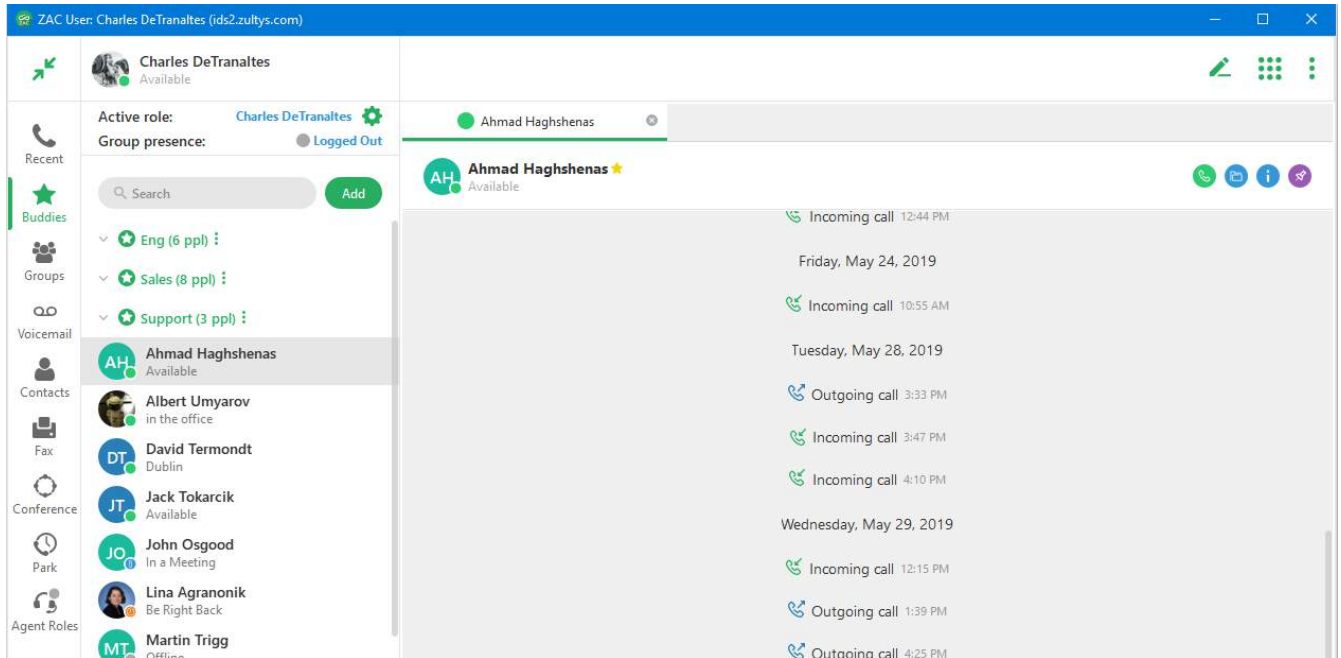 ZAC User: Charles DeTranaltes (ids2.zultys.com)
Charles DeTranaltes
Available
Active role: Charles DeTranaltes
Group presence: Logged Out
Search Add
Recent
Buddies
Groups
Voicemail
Contacts
Fax
Conference
Park
Agent Roles
Eng (6 ppl)
Sales (8 ppl)
Support (3 ppl)
AH Ahmad Haghshenas
Available
Albert Umyarov
in the office
DT David Termondt
Dublin
JT Jack Tokarcik
Available
JO John Osgood
In a Meeting
Lina Agranonik
Be Right Back
MT Martin Trigg
Offline
Ahmad Haghshenas
AH Ahmad Haghshenas
Available
Incoming call 12:44 PM
Friday, May 24, 2019
Incoming call 10:55 AM
Tuesday, May 28, 2019
Outgoing call 3:33 PM
Incoming call 3:47 PM
Incoming call 4:10 PM
Wednesday, May 29, 2019
Incoming call 12:15 PM
Outgoing call 1:39 PM
Outgoing call 4:25 PM